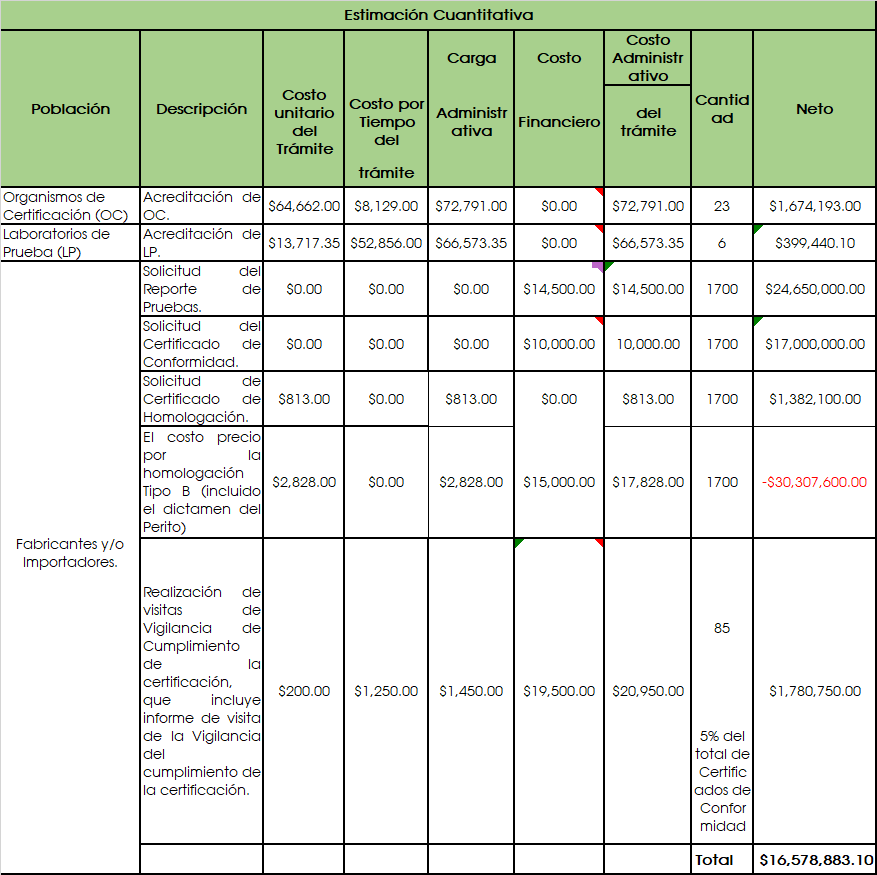 Estimación Cuantitativa
Población
Descripción
Costo
unitario
del
Trámite
Costo por
Tiempo
del
trámite
Carga
Administr
ativa
Costo
Financiero
Costo
Administr
ativo
del
trámite
Cantid
ad
Neto
Organismos de
Certificación (OC)
Acreditación de
OC.
$64,662.00
$8,129.00
$72,791.00
$0.00
$72,791.00
23
$1,674,193.00
Laboratorios de
Prueba (LP)
Acreditación de
LP.
$13,717.35
$52,856.00
$66,573.35
$0.00
$66,573.35
6
$399,440.10
Fabricantes y/o
Importadores.
Solicitud del
Reporte de
Pruebas.
$0.00
$0.00
$0.00
$14,500.00
$14,500.00
1700
$24,650,000.00
Solicitud del
Certificado de
Conformidad.
$0.00
$0.00
$0.00
$10,000.00
10,000.00
1700
$17,000,000.00
Solicitud de
Certificado de
Homologación.
$813.00
$0.00
$813.00
$0.00
$813.00
1700
$1,382,100.00
El costo precio
por la
homologación
Tipo B (incluido
el dictamen del
Perito)
$2,828.00
$0.00
$2,828.00
$15,000.00
$17,828.00
1700
-$30,307,600.00
Realización de
visitas de
Vigilancia de
Cumplimiento
de la
certificación,
que incluye
informe de visita
de la Vigilancia
del
cumplimiento de
la certificación.
$200.00
$1,250.00
$1,450.00
$19,500.00
$20,950.00
85
5% del
total de
Certific
ados de
Confor
midad
$1,780,750.00
Total
$16,578,883.10